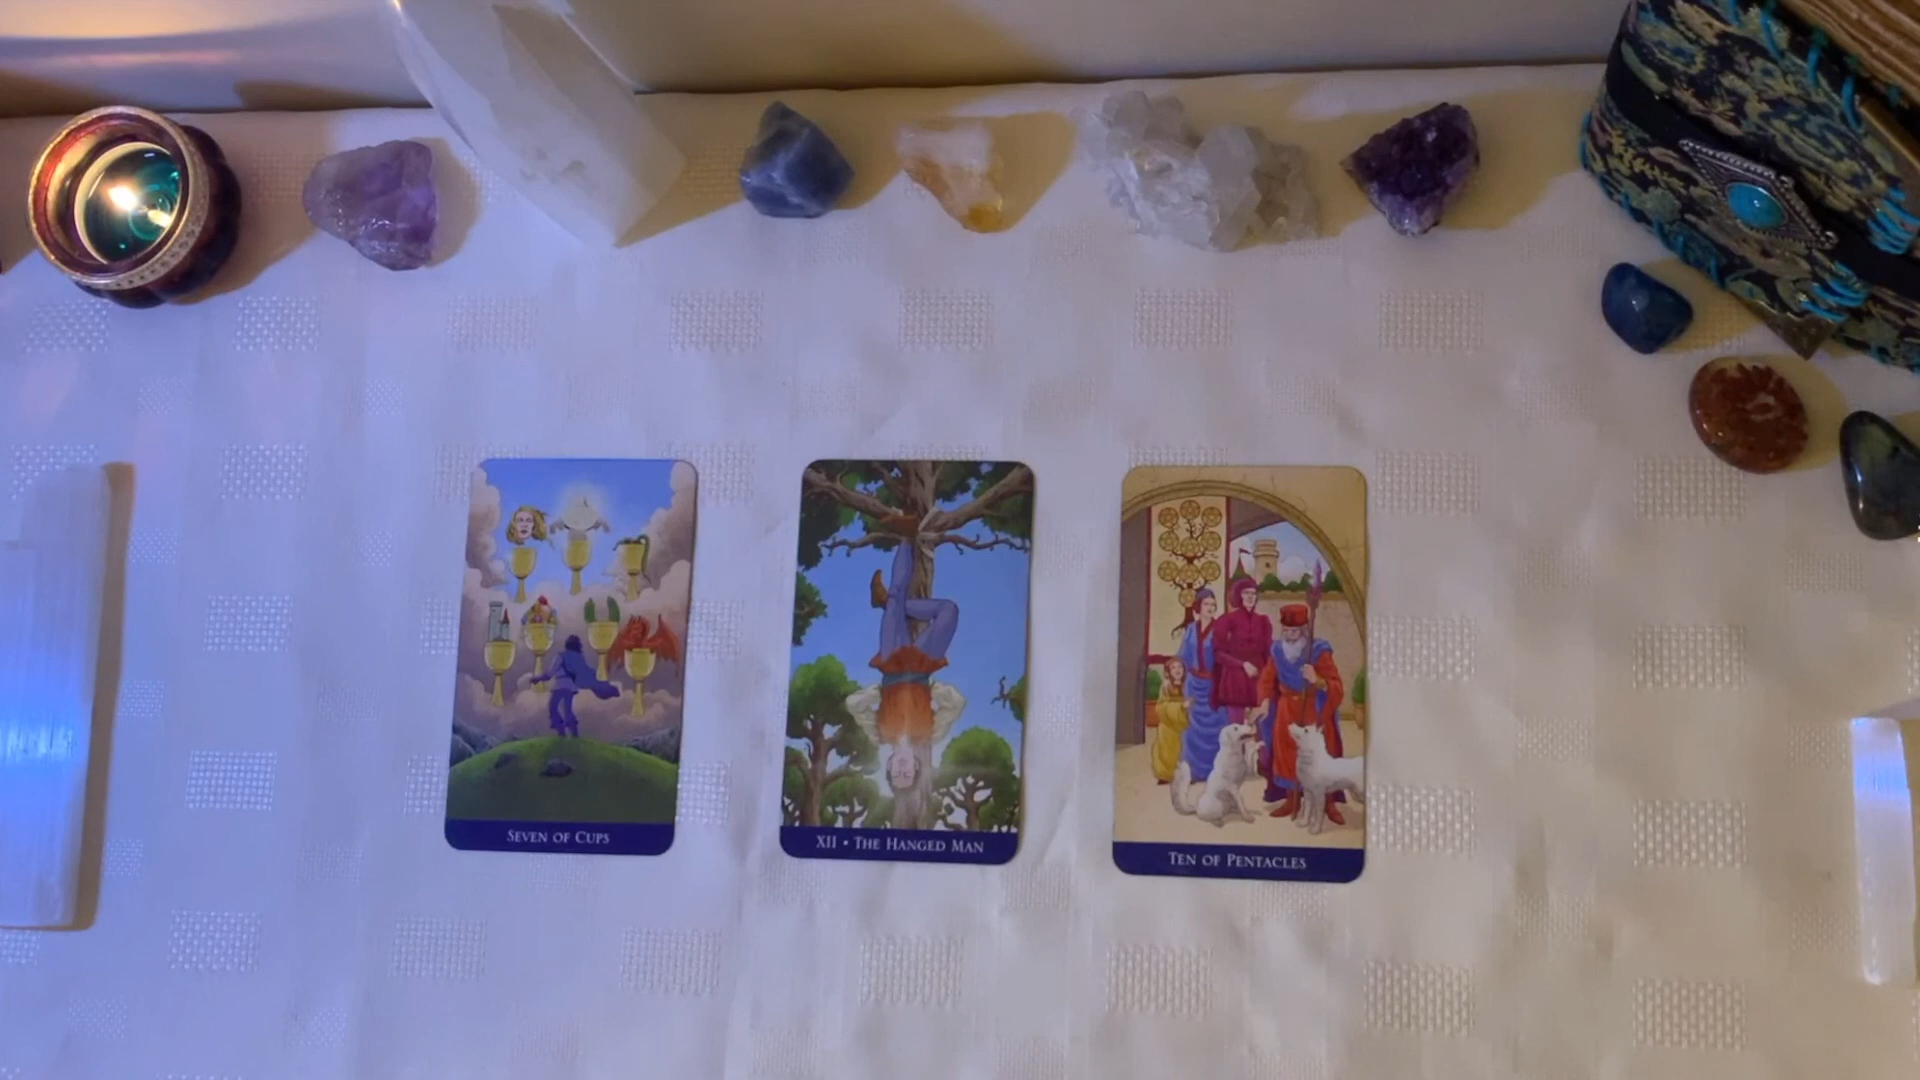 Seven of Cups
XII • The Hanged Man
Ten of Pentacles